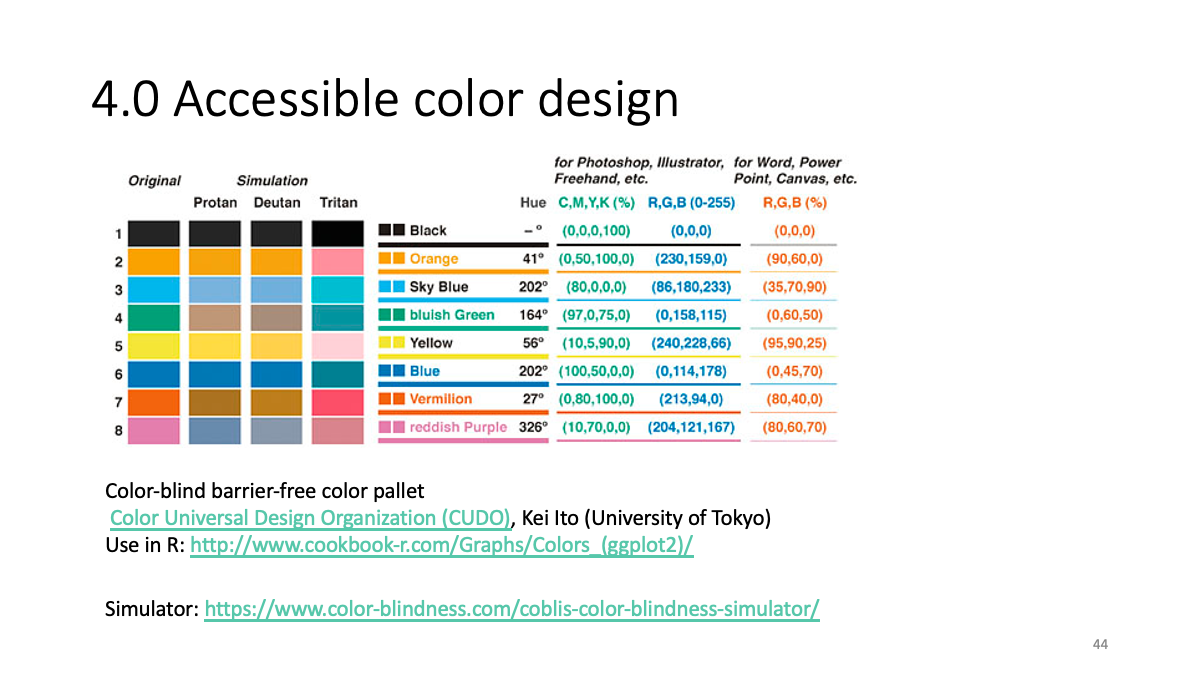 4.0 Accessible color design
for Photoshop, Illustrator, for Word, Power
Original Simulation Freehand, etc. Point, Canvas, etc.
Protan Deutan Tritan Hue C,M,Y,K (%) R,G,B (0-255) R,G,B (%)
1 Black – º (0,0,0,100) (0,0,0) (0,0,0)
2 Orange 41º (0,50,100,0) (230,159,0) (90,60,0)
3 Sky Blue 202º (80,0,0,0) (86,180,233) (35,70,90)
4 bluish Green 164º (97,0,75,0) (0,158,115) (0,60,50)
5 Yellow 56º (10,5,90,0) (240,228,66) (95,90,25)
6 Blue 202º (100,50,0,0) (0,114,178) (0,45,70)
7 Vermilion 27º (0,80,100,0) (213,94,0) (80,40,0)
8 reddish Purple 326º (10,70,0,0) (204,121,167) (80,60,70)
Color-blind barrier-free color pallet
Color Universal Design Organization (CUDO), Kei Ito (University of Tokyo)
Use in R: http://www.cookbook-r.com/Graphs/Colors_(ggplot2)/
Simulator: https://www.color-blindness.com/coblis-color-blindness-simulator/
44